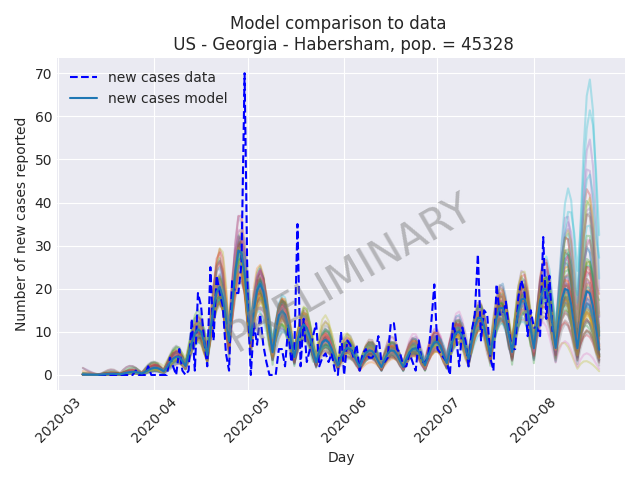 Model comparison to data
US - Georgia - Habersham, pop. = 45328
new cases data
new cases model
PRELIMINARY
Number of new cases reported
70
60
50
40
30
20
10
0
2020-03
2020-04
2020-05
2020-06
2020-07
2020-08
Day